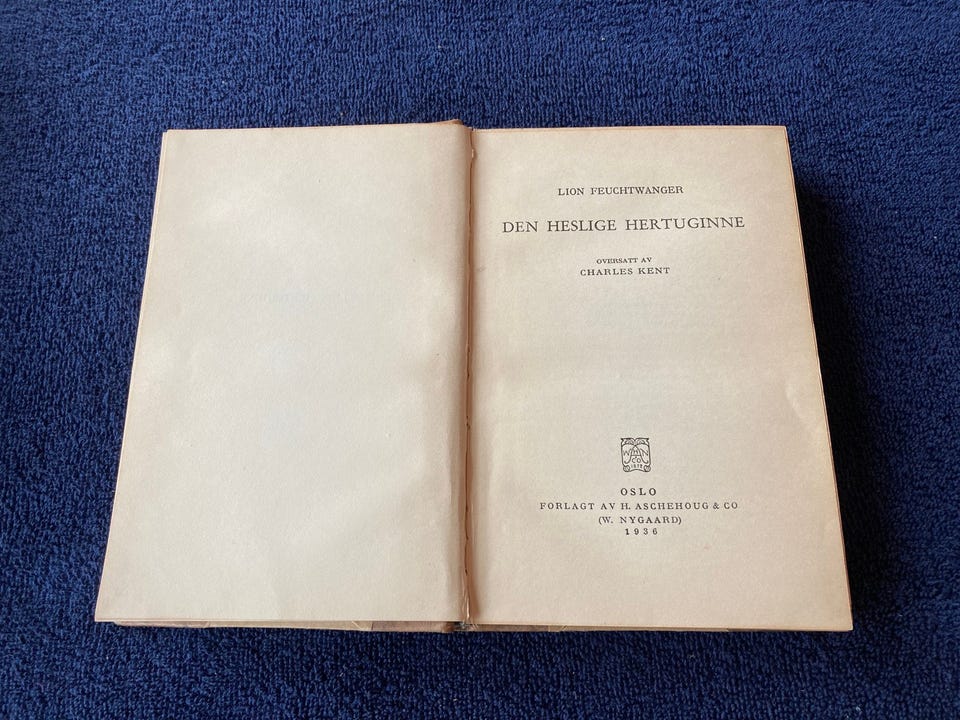 LION FEUCHTWANGER
DEN HESLIGE HERTUGINNE
OVERSATT AV
CHARLES KENT
OSLO
FORLAGT AV H. ASCHEHOUG & CO
(W. NYGAARD)
1936